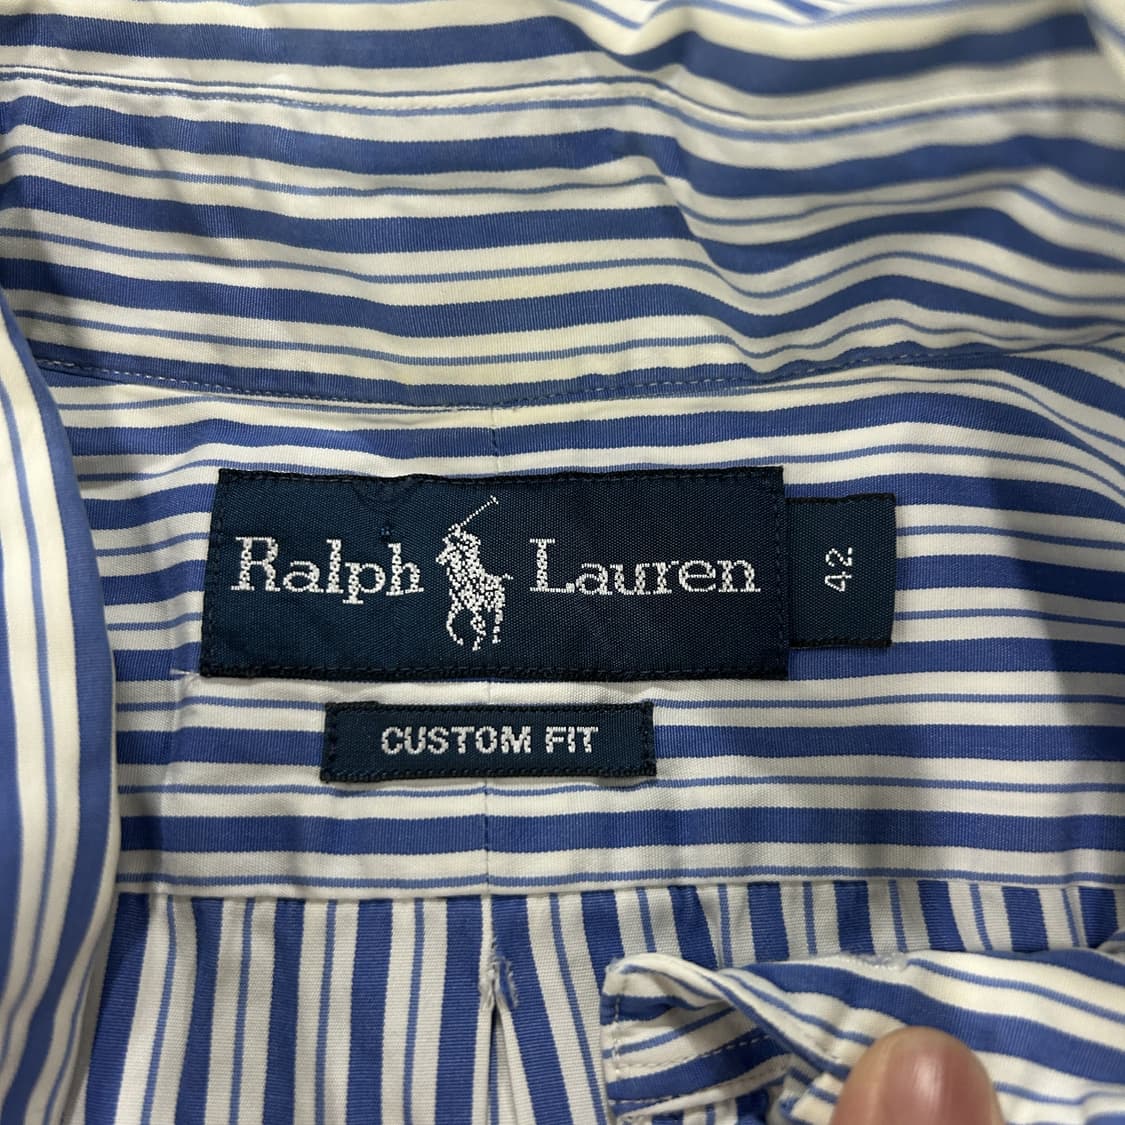 Ralph Lauren
42
CUSTOM FIT